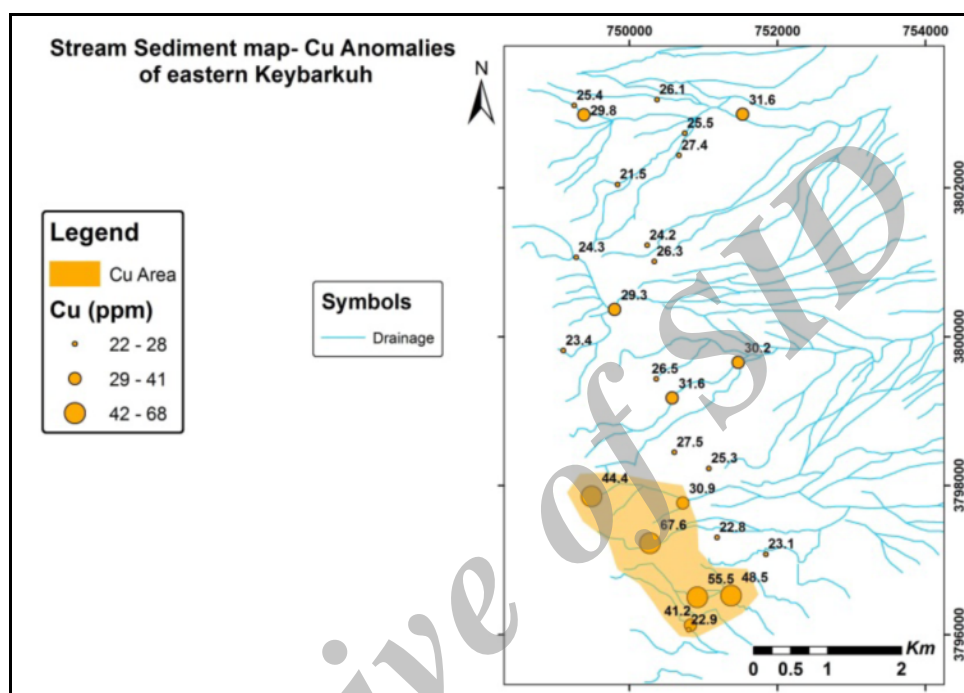 Stream Sediment map- Cu Anomalies
of eastern Keybarkuh
N
750000 752000 754000
25.4
26.1
29.8
31.6
25.5
27.4
21.5
3802000
24.2
24.3
26.3
29.3
3800000
23.4
30.2
26.5
31.6
27.5
25.3
3798000
44.4
30.9
67.6
22.8
23.1
55.5
48.5
41.2
22.9
3796000
Legend
Cu Area
Cu (ppm)
22 - 28
29 - 41
42 - 68
Symbols
Drainage
Km
0 0.5 1 2
ive of SID